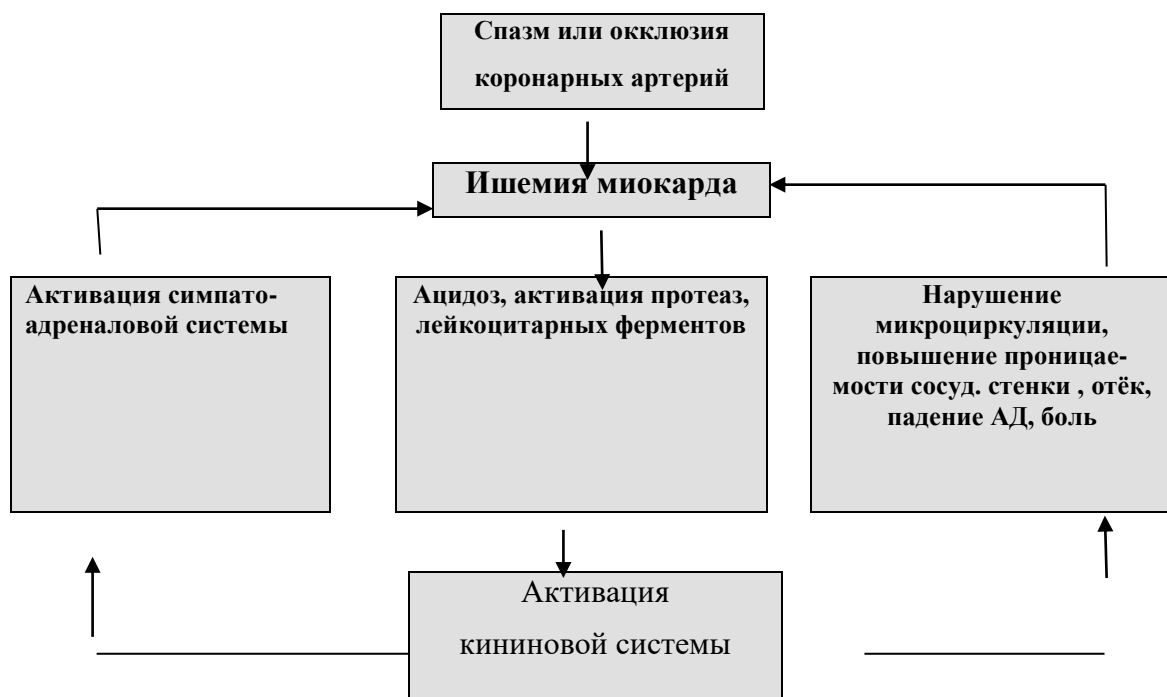 Спазм или окклюзия
коронарных артерий
Ишемия миокарда
Активация симпато-
адреналовой системы
Ацидоз, активация протеаз,
лейкоцитарных ферментов
Нарушение
микроциркуляции,
повышение проницае-
мости сосуд. стенки , отёк,
падение АД, боль
Активация
кининовой системы